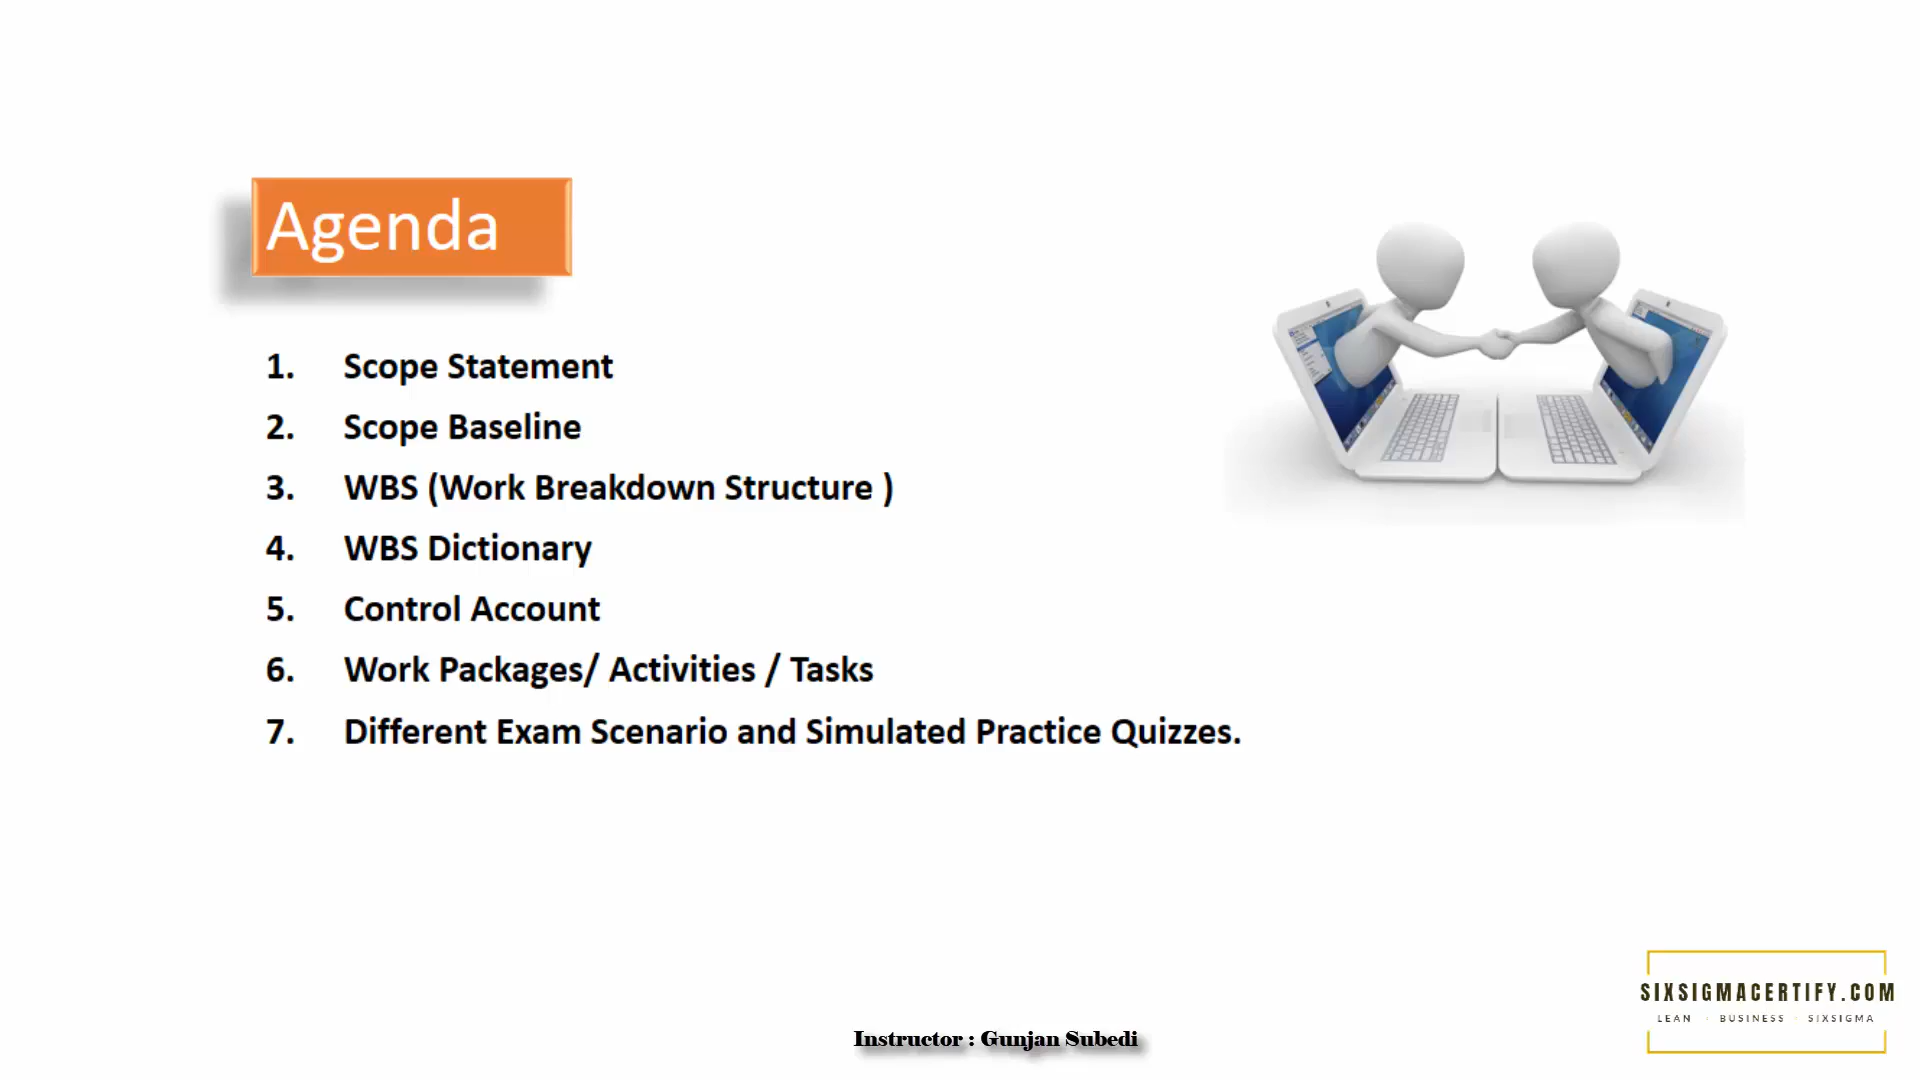 Agenda
1. Scope Statement
2. Scope Baseline
3. WBS (Work Breakdown Structure )
4. WBS Dictionary
5. Control Account
6. Work Packages/ Activities / Tasks
7. Different Exam Scenario and Simulated Practice Quizzes.
SIXSIGMACERTIFY.COM
LEAN · BUSINESS · SIXSIGMA
Instructor : Gunjan Subedi